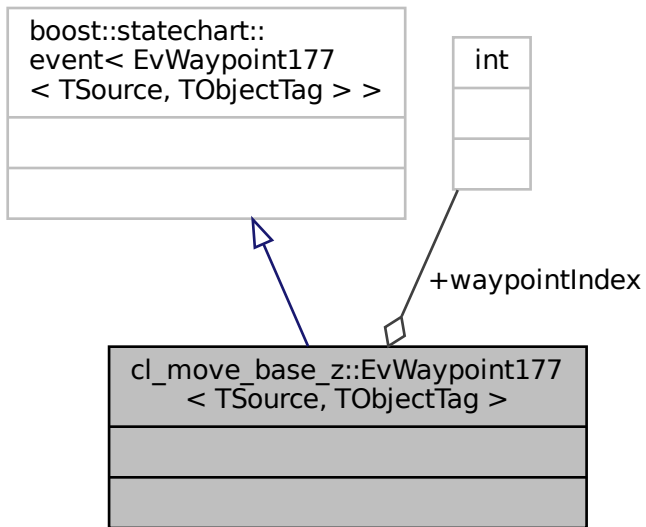 boost::statechart::
event< EvWaypoint177
< TSource, TObjectTag > >
int
+waypointIndex
cl_move_base_z::EvWaypoint177
< TSource, TObjectTag >